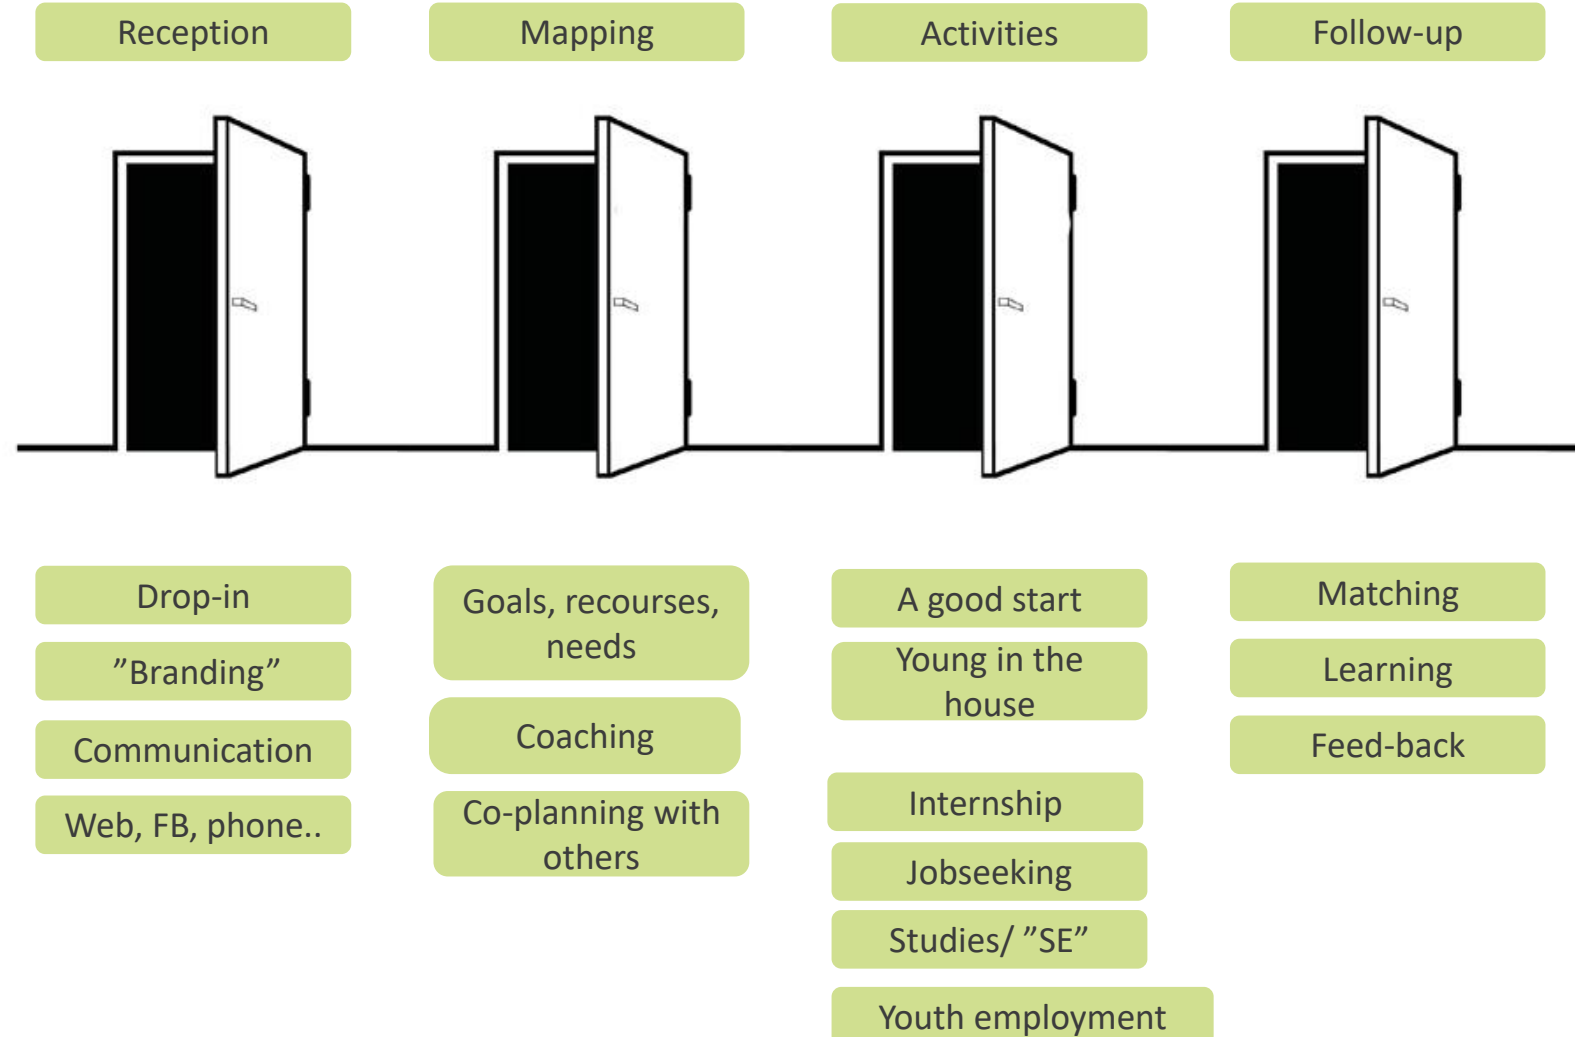 Reception
Mapping
Activities
Follow-up
Drop-in
”Branding”
Communication
Web, FB, phone..
Goals, recourses,
needs
Coaching
Co-planning with
others
A good start
Young in the
house
Internship
Jobseeking
Studies/ ”SE”
Youth employment
Matching
Learning
Feed-back